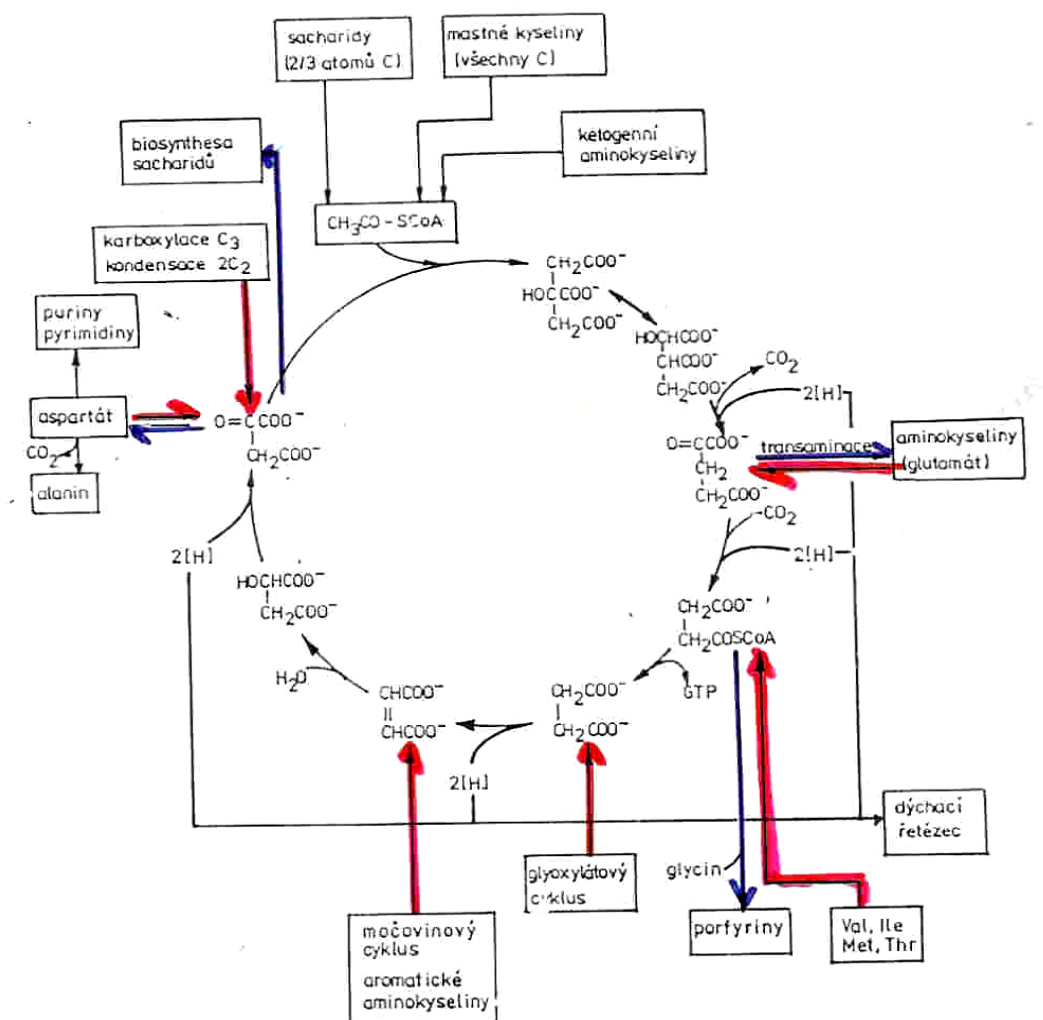 sacharidy
(2/3 atomů C)
mastné kyseliny
(všechny C)
biosynthesa
sacharidů
ketogenní
aminokyseliny
CH₃CO-SCoA
karboxylace C₃
kondensace 2C₂
CH₂COO⁻
HOCCOO⁻
CH₂COO⁻
puriny
pyrimidiny
HOCHCOO⁻
CHCOO⁻
CH₂COO⁻
CO₂
2[H]
aspartát
O=CCOO⁻
CH₂COO⁻
O=CCOO⁻
CH₂
CH₂COO⁻
transaminace
aminokyseliny
(glutamát)
CO₂
alanin
CO₂
2[H]
2[H]
HOCHCOO⁻
CH₂COO⁻
CH₂COO⁻
CH₂COSCoA
H₂O
GTP
CHCOO⁻
CHCOO⁻
CH₂COO⁻
CH₂COO⁻
2[H]
dýchací
řetězec
glycin
glyoxylátový
cyklus
porfyriny
Val, Ile
Met, Thr
močovinový
cyklus
aromatické
aminokyseliny